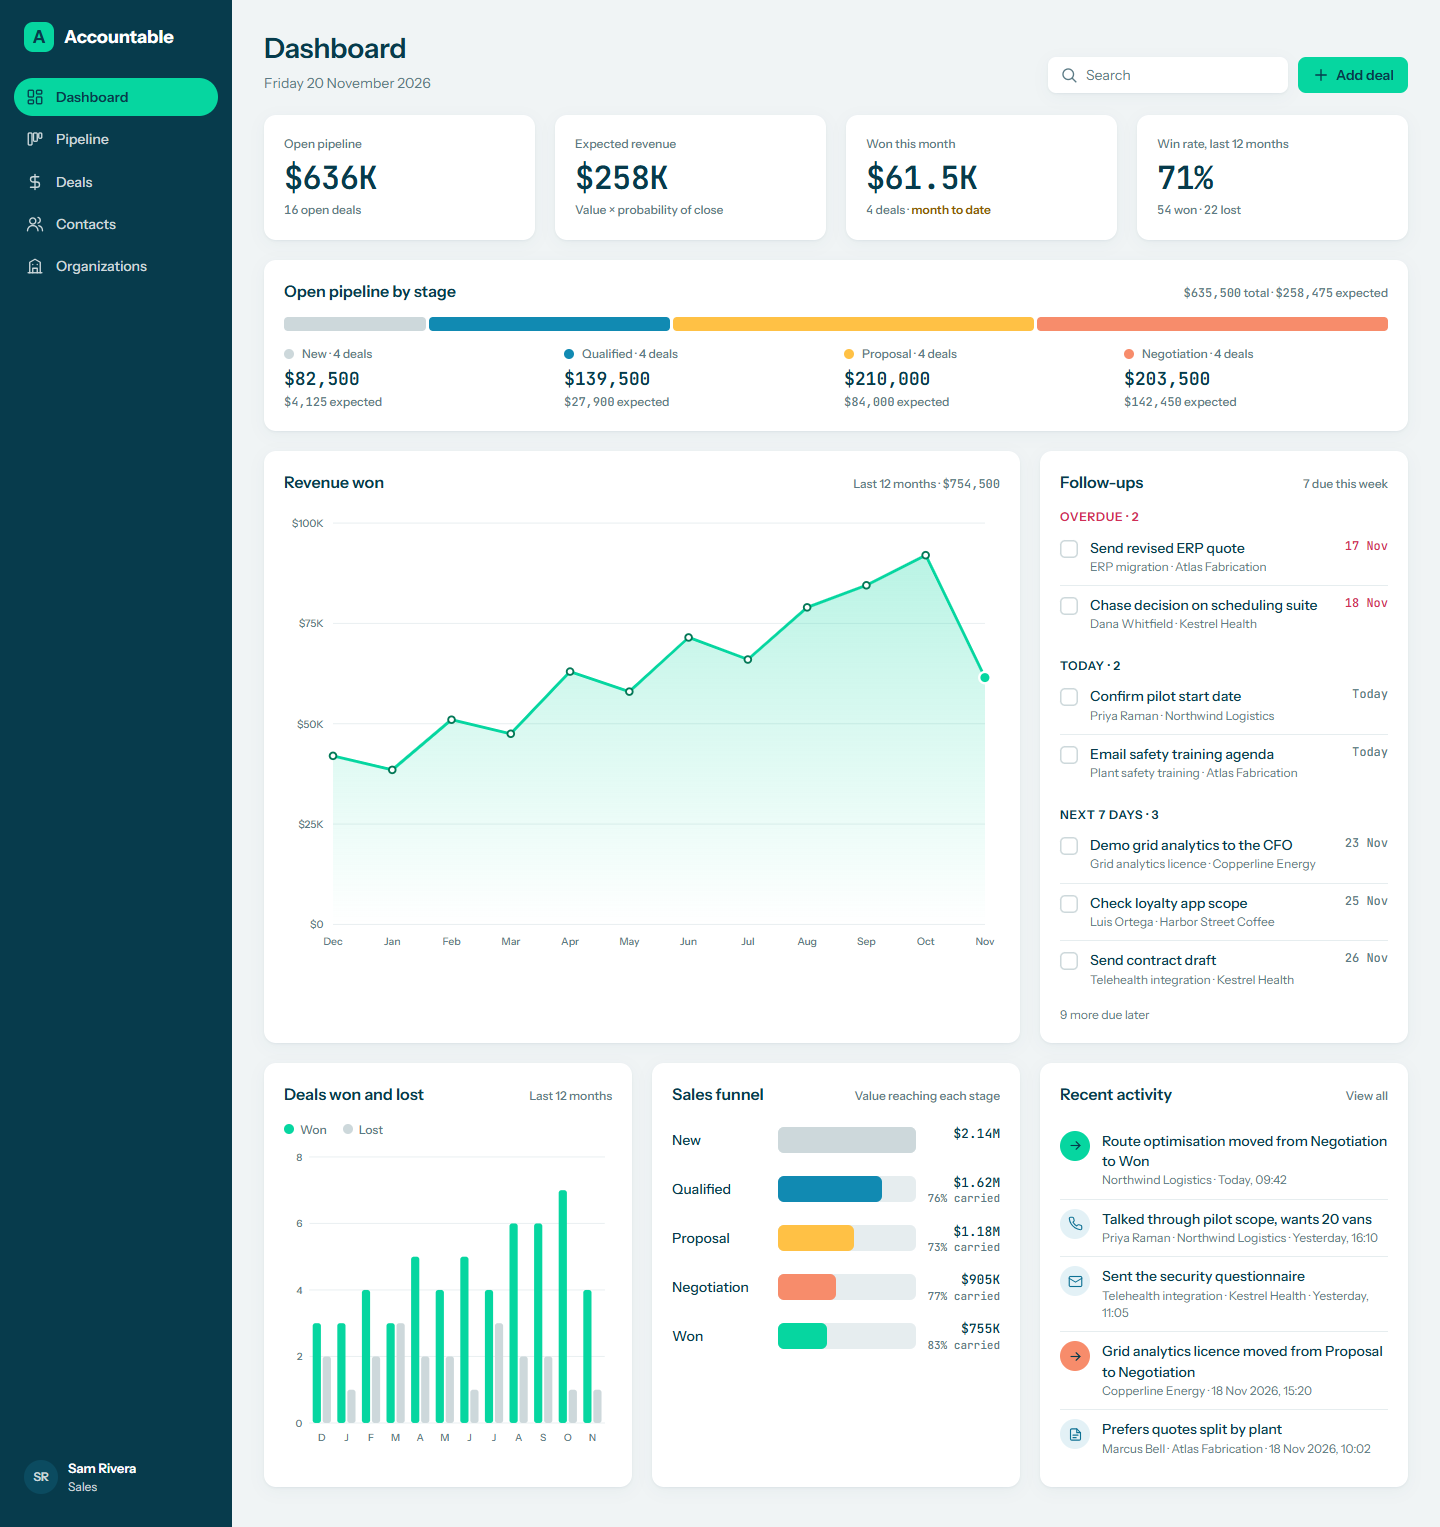 A Accountable
Dashboard
Pipeline
Deals
Contacts
Organizations
SR
Sam Rivera
Sales
Dashboard
Friday 20 November 2026
Search
Add deal
Open pipeline
$636K
16 open deals
Expected revenue
$258K
Value × probability of close
Won this month
$61.5K
4 deals · month to date
Win rate, last 12 months
71%
54 won · 22 lost
Open pipeline by stage
$635,500 total · $258,475 expected
New · 4 deals
$82,500
$4,125 expected
Qualified · 4 deals
$139,500
$27,900 expected
Proposal · 4 deals
$210,000
$84,000 expected
Negotiation · 4 deals
$203,500
$142,450 expected
Revenue won
Last 12 months · $754,500
$100K
$75K
$50K
$25K
$0
Dec Jan Feb Mar Apr May Jun Jul Aug Sep Oct Nov
Follow-ups
7 due this week
OVERDUE · 2
Send revised ERP quote
17 Nov
ERP migration · Atlas Fabrication
Chase decision on scheduling suite
18 Nov
Dana Whitfield · Kestrel Health
TODAY · 2
Confirm pilot start date
Today
Priya Raman · Northwind Logistics
Email safety training agenda
Today
Plant safety training · Atlas Fabrication
NEXT 7 DAYS · 3
Demo grid analytics to the CFO
23 Nov
Grid analytics licence · Copperline Energy
Check loyalty app scope
25 Nov
Luis Ortega · Harbor Street Coffee
Send contract draft
26 Nov
Telehealth integration · Kestrel Health
9 more due later
Deals won and lost
Last 12 months
Won Lost
8
6
4
2
0
D J F M A M J J A S O N
Sales funnel
Value reaching each stage
New
$2.14M
Qualified
$1.62M
76% carried
Proposal
$1.18M
73% carried
Negotiation
$905K
77% carried
Won
$755K
83% carried
Recent activity
View all
Route optimisation moved from Negotiation
to Won
Northwind Logistics · Today, 09:42
Talked through pilot scope, wants 20 vans
Priya Raman · Northwind Logistics · Yesterday, 16:10
Sent the security questionnaire
Telehealth integration · Kestrel Health · Yesterday,
11:05
Grid analytics licence moved from Proposal
to Negotiation
Copperline Energy · 18 Nov 2026, 15:20
Prefers quotes split by plant
Marcus Bell · Atlas Fabrication · 18 Nov 2026, 10:02